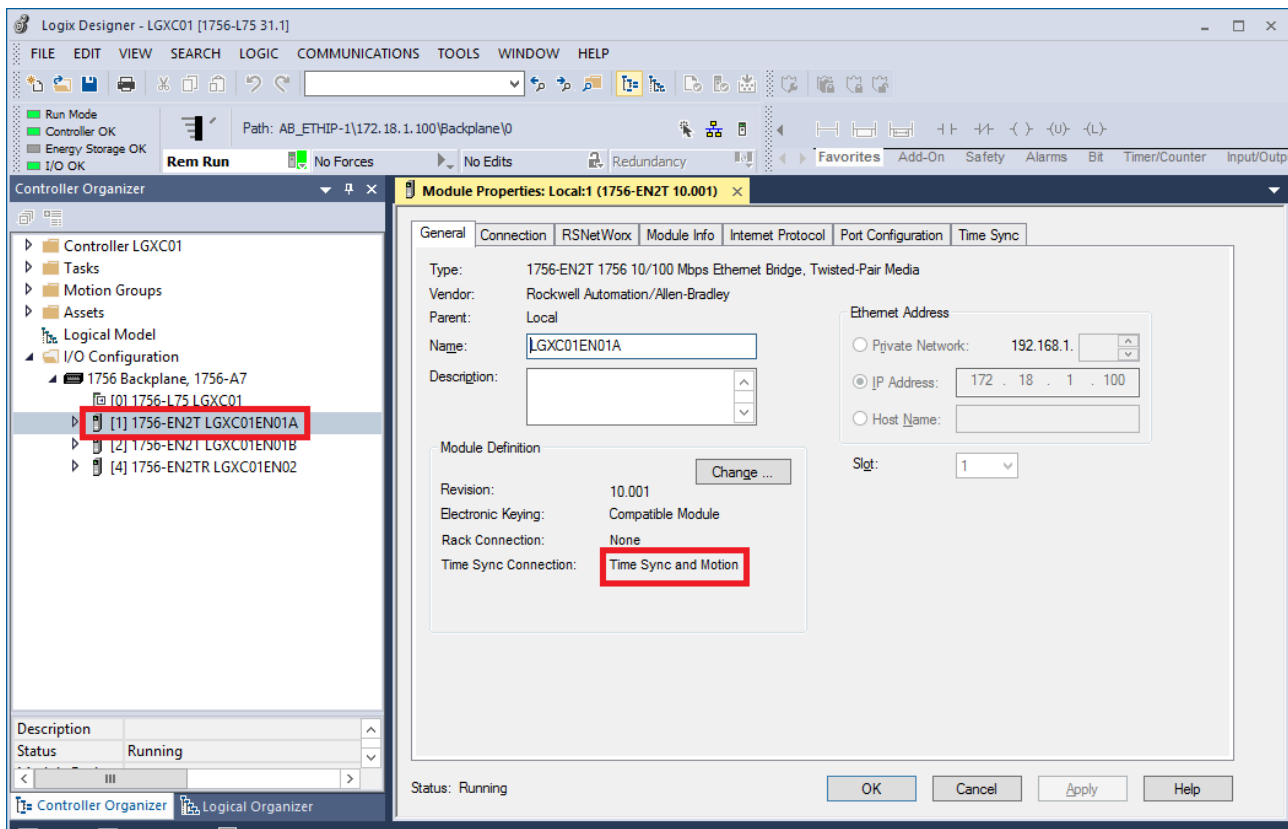 Logix Designer - LGXC01 [1756-L75 31.1]
FILE EDIT VIEW SEARCH LOGIC COMMUNICATIONS TOOLS WINDOW HELP
Run Mode
Controller OK
Energy Storage OK
I/O OK
Path: AB_ETHIP-1\172.18.1.100\Backplane\0
Rem Run
No Forces
No Edits
Redundancy
Favorites Add-On Safety Alarms Bit Timer/Counter Input/Outp
Controller Organizer
Controller LGXC01
Tasks
Motion Groups
Assets
Logical Model
I/O Configuration
1756 Backplane, 1756-A7
[0] 1756-L75 LGXC01
[1] 1756-EN2T LGXC01EN01A
[2] 1756-EN2T LGXC01EN01B
[4] 1756-EN2TR LGXC01EN02
Description
Status Running
Controller Organizer
Logical Organizer
Module Properties: Local:1 (1756-EN2T 10.001)
General Connection RSNetWorx Module Info Internet Protocol Port Configuration Time Sync
Type: 1756-EN2T 1756 10/100 Mbps Ethernet Bridge, Twisted-Pair Media
Vendor: Rockwell Automation/Allen-Bradley
Parent: Local
Name: LGXC01EN01A
Description:
Ethernet Address
Private Network: 192.168.1.
IP Address: 172 . 18 . 1 . 100
Host Name:
Slot: 1
Module Definition
Change ...
Revision: 10.001
Electronic Keying: Compatible Module
Rack Connection: None
Time Sync Connection: Time Sync and Motion
Status: Running
OK Cancel Apply Help